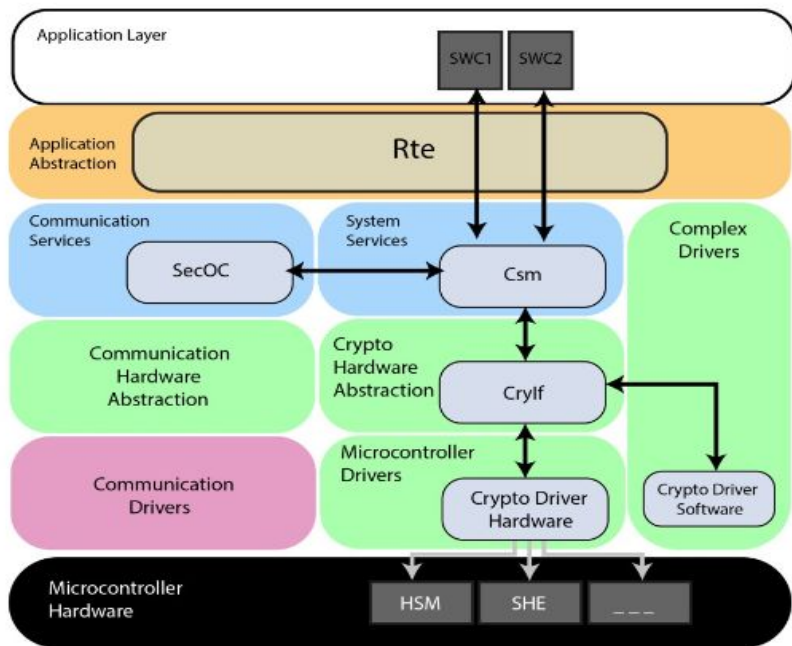 Application Layer
SWC1
SWC2
Application
Abstraction
Rte
Communication
Services
System
Services
Complex
Drivers
SecOC
Csm
Communication
Hardware
Abstraction
Crypto
Hardware
Abstraction
CryIf
Microcontroller
Drivers
Communication
Drivers
Crypto Driver
Hardware
Crypto Driver
Software
Microcontroller
Hardware
HSM
SHE
_ _ _